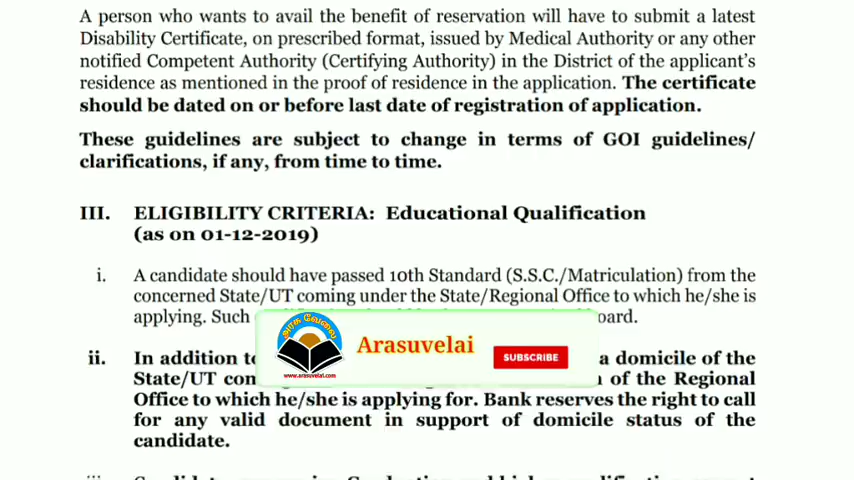 A person who wants to avail the benefit of reservation will have to submit a latest
Disability Certificate, on prescribed format, issued by Medical Authority or any other
notified Competent Authority (Certifying Authority) in the District of the applicant's
residence as mentioned in the proof of residence in the application. The certificate
should be dated on or before last date of registration of application.
These guidelines are subject to change in terms of GOI guidelines/
clarifications, if any, from time to time.
III. ELIGIBILITY CRITERIA: Educational Qualification
(as on 01-12-2019)
i. A candidate should have passed 10th Standard (S.S.C./Matriculation) from the
concerned State/UT coming under the State/Regional Office to which he/she is
applying. Such
அரசு வேலை
Arasuvelai
SUBSCRIBE
www.arasuvelai.com
ii. In addition a domicile of the
State/UT of the Regional
Office to which he/she is applying for. Bank reserves the right to call
for any valid document in support of domicile status of the
candidate.